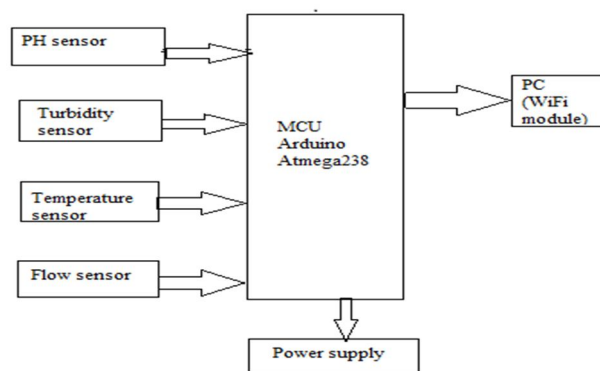 PH sensor
Turbidity
sensor
Temperature
sensor
Flow sensor
MCU
Arduino
Atmega238
PC
(WiFi
module)
Power supply